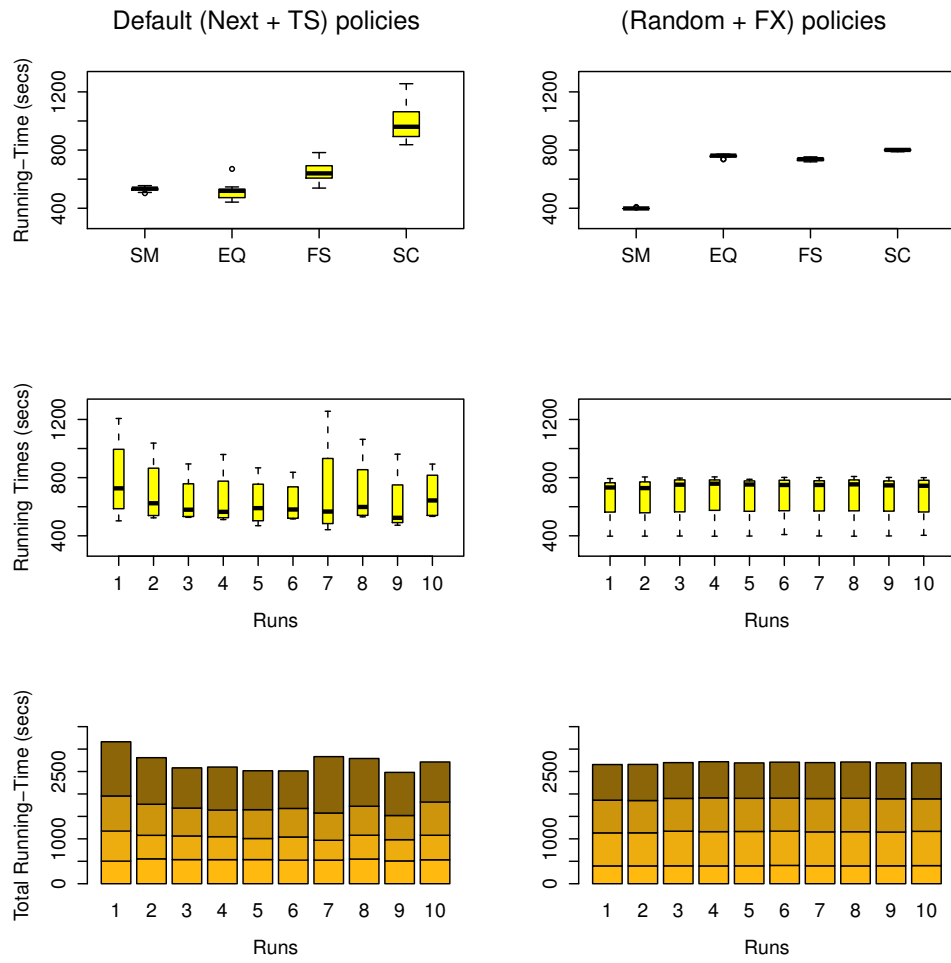 Default (Next + TS) policies
(Random + FX) policies
Running−Time (secs)
400 800 1200
SM EQ FS SC
400 800 1200
SM EQ FS SC
Running Times (secs)
400 800 1200
1 2 3 4 5 6 7 8 9 10
Runs
400 800 1200
1 2 3 4 5 6 7 8 9 10
Runs
Total Running−Time (secs)
0 1000 2500
1 2 3 4 5 6 7 8 9 10
Runs
0 1000 2500
1 2 3 4 5 6 7 8 9 10
Runs